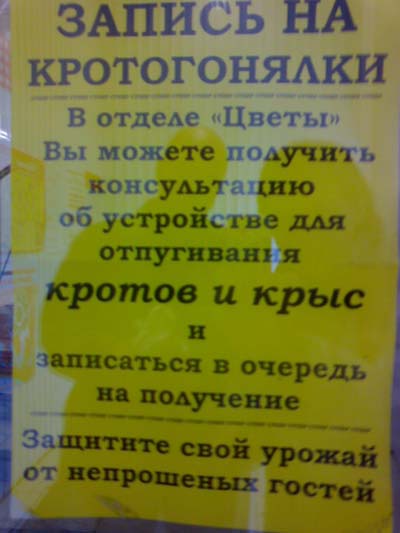 ЗАПИСЬ НА
КРОТОГОНЯЛКИ
В отделе «Цветы»
Вы можете получить
консультацию
об устройстве для
отпугивания
кротов и крыс
и
записаться в очередь
на получение
Защитите свой урожай
от непрошеных гостей